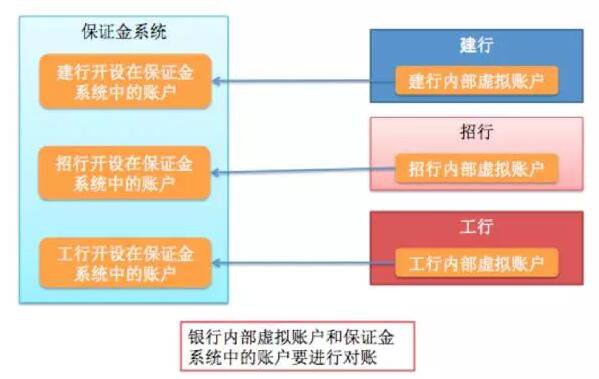 保证金系统
建行开设在保证金
系统中的账户
招行开设在保证金
系统中的账户
工行开设在保证金
系统中的账户
建行
建行内部虚拟账户
招行
招行内部虚拟账户
工行
工行内部虚拟账户
银行内部虚拟账户和保证金
系统中的账户要进行对账